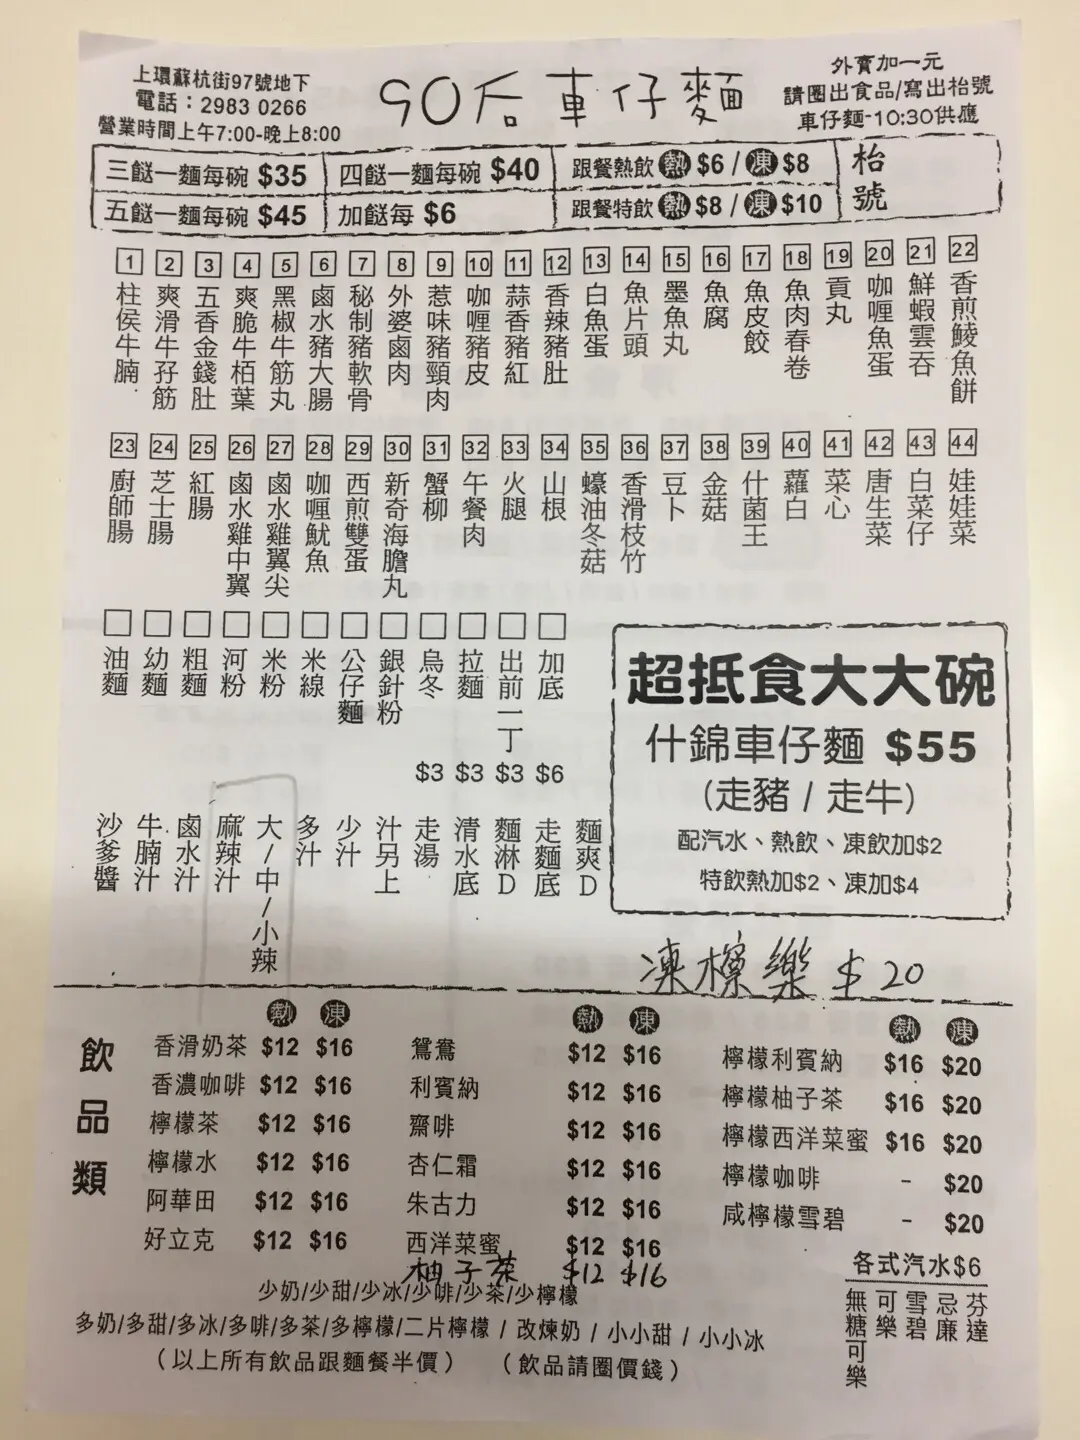 上環蘇杭街97號地下
電話：2983 0266
營業時間上午7:00-晚上8:00
90后車仔麵
外賣加一元
請圈出食品/寫出枱號
車仔麵-10:30供應
三餸一麵每碗 $35
四餸一麵每碗 $40
跟餐熱飲 熱 $6 / 凍 $8
枱號
五餸一麵每碗 $45
加餸每 $6
跟餐特飲 熱 $8 / 凍 $10
1 柱侯牛腩
2 爽滑牛孖筋
3 五香金錢肚
4 爽脆牛栢葉
5 黑椒牛筋丸
6 鹵水豬大腸
7 秘制豬軟骨
8 外婆鹵肉
9 惹味豬頸肉
10 咖喱豬皮
11 蒜香豬紅
12 香辣豬肚
13 白魚蛋
14 魚片頭
15 墨魚丸
16 魚腐
17 魚皮餃
18 魚肉春卷
19 貢丸
20 咖喱魚蛋
21 鮮蝦雲吞
22 香煎鯪魚餅
23 廚師腸
24 芝士腸
25 紅腸
26 鹵水雞中翼
27 鹵水雞翼尖
28 咖喱魷魚
29 西煎雙蛋
30 新奇海膽丸
31 蟹柳
32 午餐肉
33 火腿
34 山根
35 蠔油冬菇
36 香滑枝竹
37 豆卜
38 金菇
39 什菌王
40 蘿白
41 菜心
42 唐生菜
43 白菜仔
44 娃娃菜
油麵
幼麵
粗麵
河粉
米粉
米線
公仔麵
銀針粉
烏冬 $3
拉麵 $3
出前一丁 $3
加底 $6
沙爹醬
牛腩汁
鹵水汁
麻辣汁
大/中/小辣
多汁
少汁
汁另上
走湯
清水底
麵淋D
走麵底
麵爽D
超抵食大大碗
什錦車仔麵 $55
(走豬 / 走牛)
配汽水、熱飲、凍飲加$2
特飲熱加$2、凍加$4
凍檸樂 $20
飲品類
熱 凍
香滑奶茶 $12 $16
香濃咖啡 $12 $16
檸檬茶 $12 $16
檸檬水 $12 $16
阿華田 $12 $16
好立克 $12 $16
熱 凍
鴛鴦 $12 $16
利賓納 $12 $16
齋啡 $12 $16
杏仁霜 $12 $16
朱古力 $12 $16
西洋菜蜜 $12 $16
柚子茶 $12 $16
熱 凍
檸檬利賓納 $16 $20
檸檬柚子茶 $16 $20
檸檬西洋菜蜜 $16 $20
檸檬咖啡 - $20
咸檸檬雪碧 - $20
各式汽水$6
無糖可樂
可樂
雪碧
忌廉
芬達
少奶/少甜/少冰/少啡/少茶/少檸檬
多奶/多甜/多冰/多啡/多茶/多檸檬/二片檸檬 / 改煉奶 / 小小甜 / 小小冰
（以上所有飲品跟麵餐半價） （飲品請圈價錢）